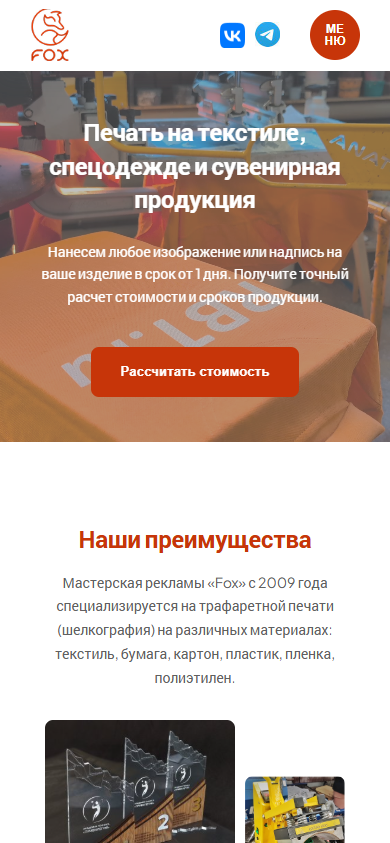 FOX
МЕ
НЮ
Печать на текстиле,
спецодежде и сувенирная
продукция
Нанесем любое изображение или надпись на
ваше изделие в срок от 1 дня. Получите точный
расчет стоимости и сроков продукции.
Рассчитать стоимость
Наши преимущества
Мастерская рекламы «Fox» с 2009 года
специализируется на трафаретной печати
(шелкография) на различных материалах:
текстиль, бумага, картон, пластик, пленка,
полиэтилен.
2
3